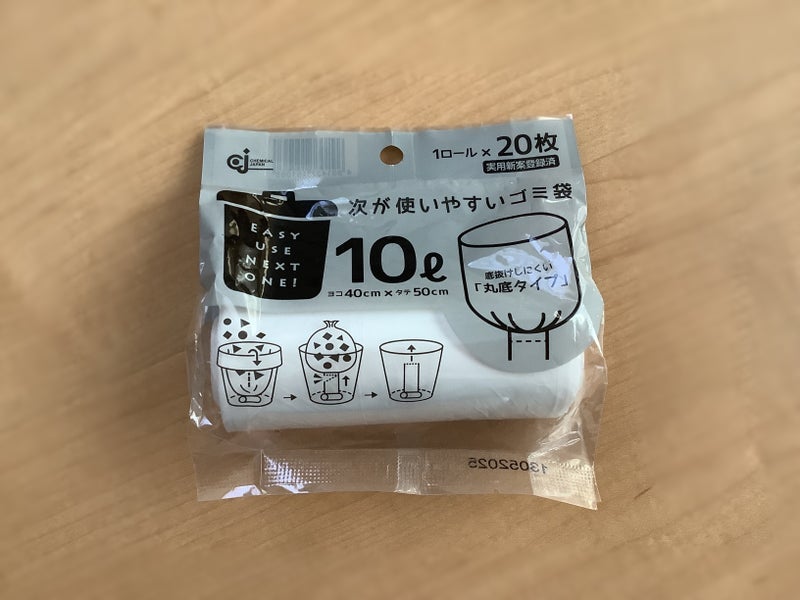 CHEMICAL
JAPAN
1ロール×20枚
実用新案登録済
次が使いやすいゴミ袋
EASY
USE
NEXT
ONE!
10ℓ
ヨコ40cm×タテ50cm
底抜けしにくい
「丸底タイプ」
13052025